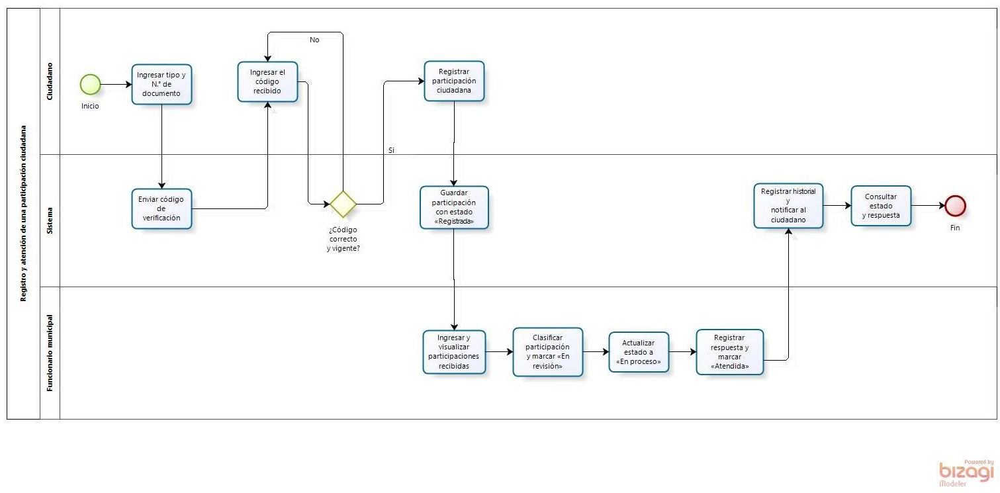 Registro y atención de una participación ciudadana
Ciudadano
Inicio
Ingresar tipo y
N.° de
documento
Ingresar el
código
recibido
No
Registrar
participación
ciudadana
Si
Sistema
Enviar código
de
verificación
¿Código
correcto
y vigente?
Guardar
participación
con estado
«Registrada»
Registrar historial
y
notificar al
ciudadano
Consultar
estado
y respuesta
Fin
Funcionario municipal
Ingresar y
visualizar
participaciones
recibidas
Clasificar
participación
y marcar «En
revisión»
Actualizar
estado a
«En proceso»
Registrar
respuesta y
marcar
«Atendida»
Powered by
bizagi
Modeler